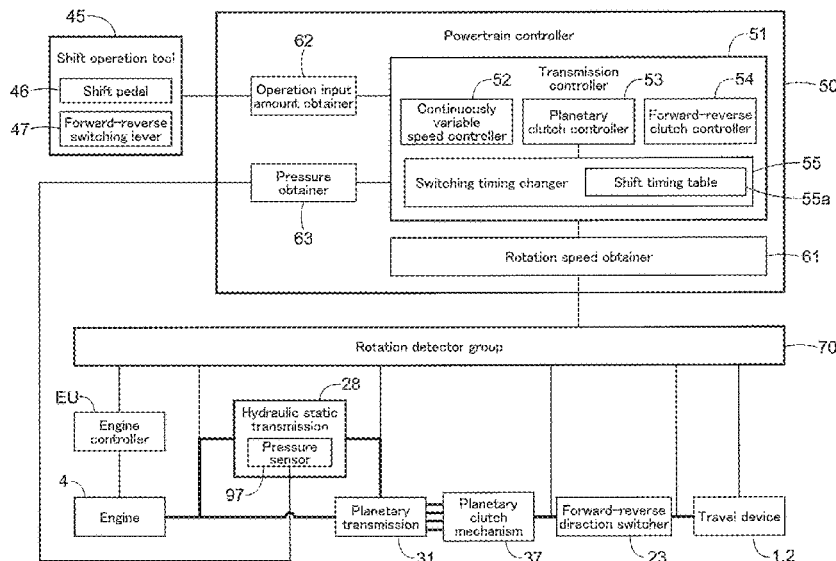 45
Shift operation tool
46
Shift pedal
47
Forward-reverse
switching lever
62
Operation input
amount obtainer
Pressure
obtainer
63
Powertrain controller
50
51
Transmission
controller
52
Continuously
variable
speed controller
53
Planetary
clutch controller
54
Forward-reverse
clutch controller
55
Switching timing changer
Shift timing table
55a
Rotation speed obtainer
61
Rotation detector group
70
EU
Engine
controller
4
Engine
28
Hydraulic static
transmission
Pressure
sensor
97
Planetary
transmission
31
Planetary
clutch
mechanism
37
Forward-reverse
direction switcher
23
Travel device
1,2